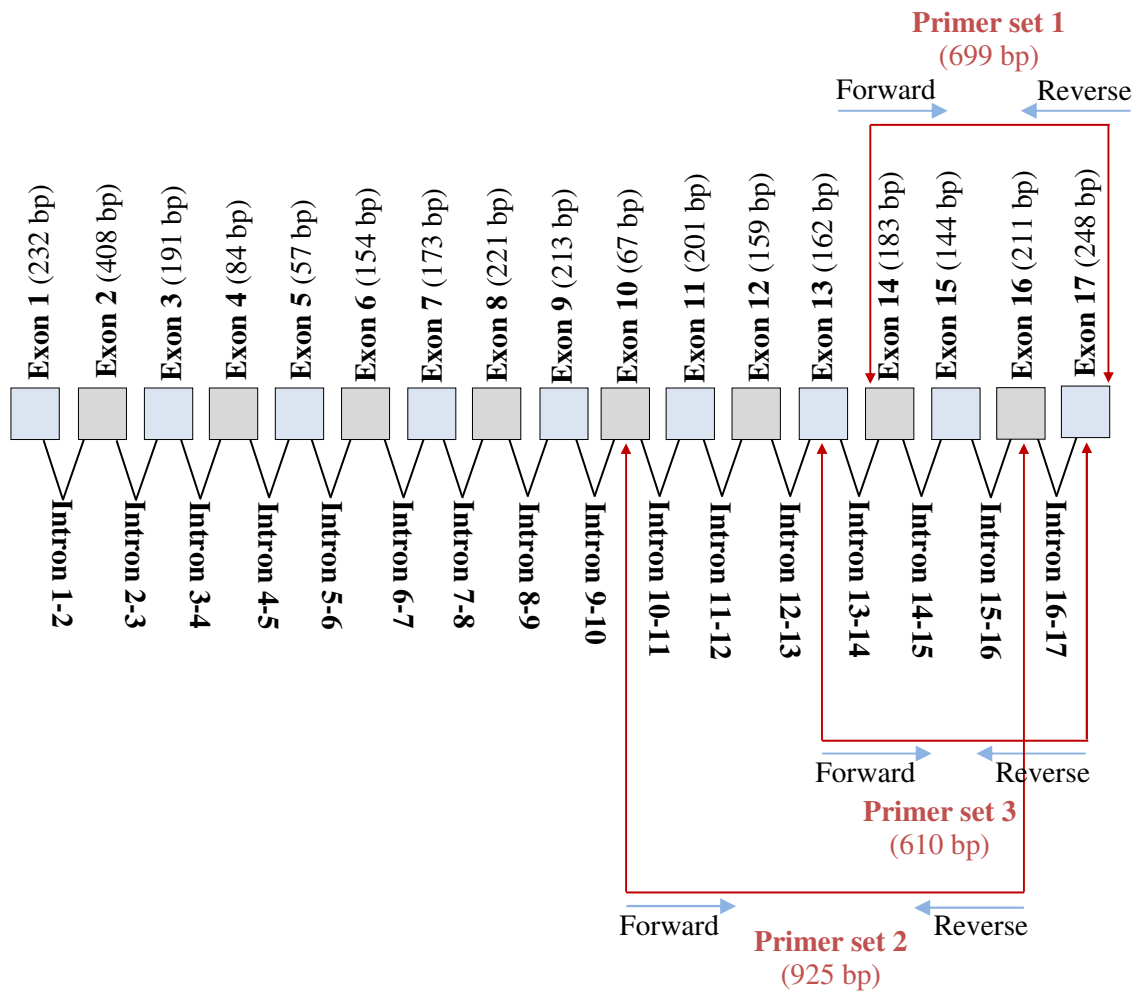 Primer set 1
(699 bp)
Forward
Reverse
Exon 1 (232 bp)
Exon 2 (408 bp)
Exon 3 (191 bp)
Exon 4 (84 bp)
Exon 5 (57 bp)
Exon 6 (154 bp)
Exon 7 (173 bp)
Exon 8 (221 bp)
Exon 9 (213 bp)
Exon 10 (67 bp)
Exon 11 (201 bp)
Exon 12 (159 bp)
Exon 13 (162 bp)
Exon 14 (183 bp)
Exon 15 (144 bp)
Exon 16 (211 bp)
Exon 17 (248 bp)
Intron 1-2
Intron 2-3
Intron 3-4
Intron 4-5
Intron 5-6
Intron 6-7
Intron 7-8
Intron 8-9
Intron 9-10
Intron 10-11
Intron 11-12
Intron 12-13
Intron 13-14
Intron 14-15
Intron 15-16
Intron 16-17
Forward
Reverse
Primer set 3
(610 bp)
Forward
Reverse
Primer set 2
(925 bp)